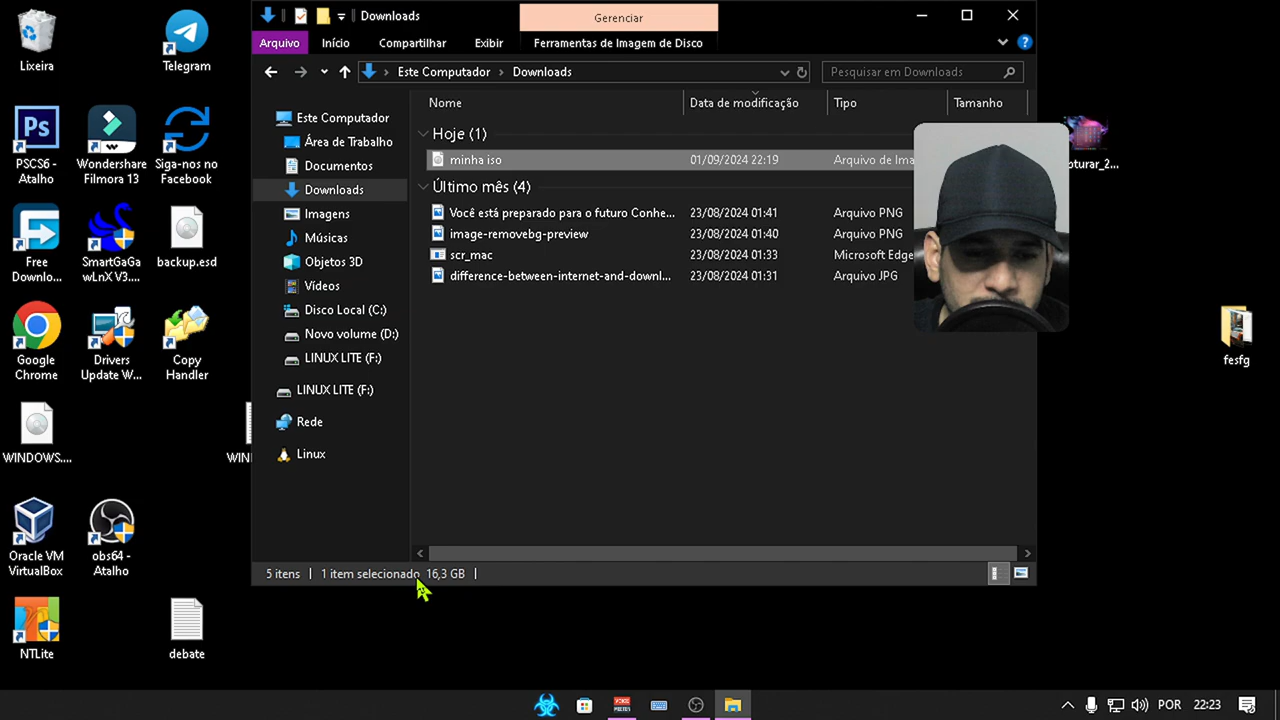 Downloads
Gerenciar
Arquivo
Início
Compartilhar
Exibir
Ferramentas de Imagem de Disco
Este Computador
Downloads
Pesquisar em Downloads
Este Computador
Área de Trabalho
Documentos
Downloads
Imagens
Músicas
Objetos 3D
Vídeos
Disco Local (C:)
Novo volume (D:)
LINUX LITE (F:)
LINUX LITE (F:)
Rede
Linux
Nome Data de modificação Tipo Tamanho
Hoje (1)
minha iso 01/09/2024 22:19 Arquivo de Ima
Último mês (4)
Você está preparado para o futuro Conhe... 23/08/2024 01:41 Arquivo PNG
image-removebg-preview 23/08/2024 01:40 Arquivo PNG
scr_mac 23/08/2024 01:33 Microsoft Edge
difference-between-internet-and-downl... 23/08/2024 01:31 Arquivo JPG
5 itens 1 item selecionado 16,3 GB
Lixeira
Telegram
PSCS6 -
Atalho
Wondershare
Filmora 13
Siga-nos no
Facebook
Free
Downlo...
SmartGaGa
wLnX V3....
backup.esd
Google
Chrome
Drivers
Update W...
Copy
Handler
WINDOWS....
WIN
Oracle VM
VirtualBox
obs64 -
Atalho
NTLite
debate
pturar_2...
fesfg
POR
22:23